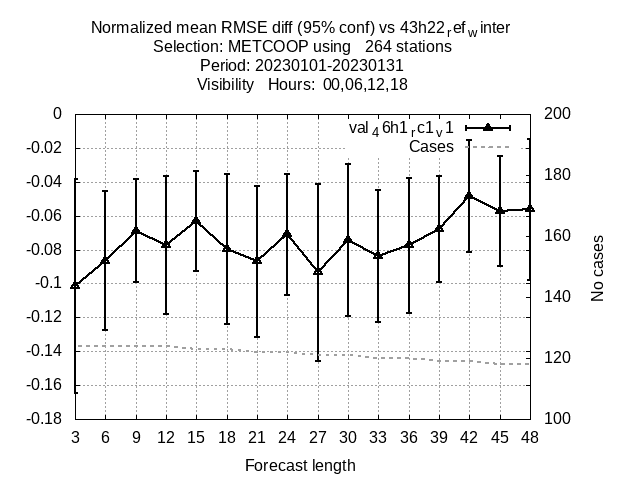 Normalized mean RMSE diff (95% conf) vs 43h22ref winter
Selection: METCOOP using 264 stations
Period: 20230101-20230131
Visibility Hours: 00,06,12,18
0
-0.02
-0.04
-0.06
-0.08
-0.1
-0.12
-0.14
-0.16
-0.18
200
180
160
140
120
100
val46h1rc1v1
Cases
No cases
3 6 9 12 15 18 21 24 27 30 33 36 39 42 45 48
Forecast length